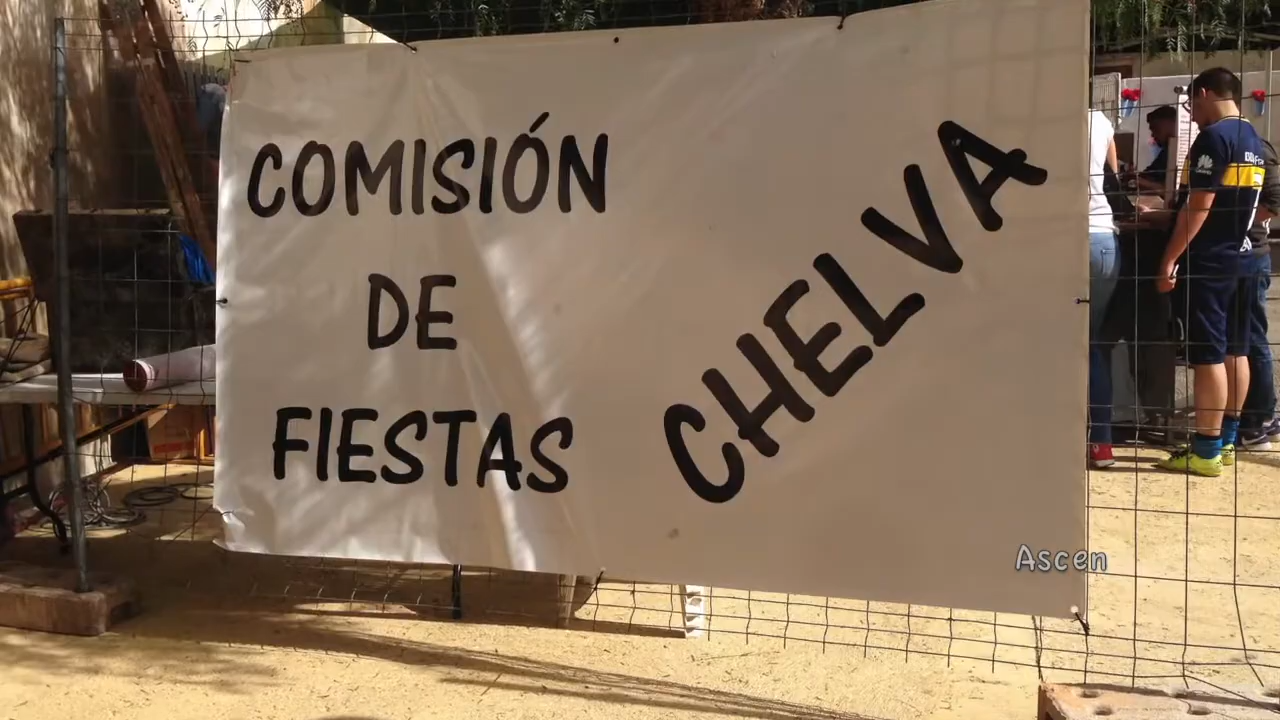 COMISIÓN
DE
FIESTAS
CHELVA
Ascen